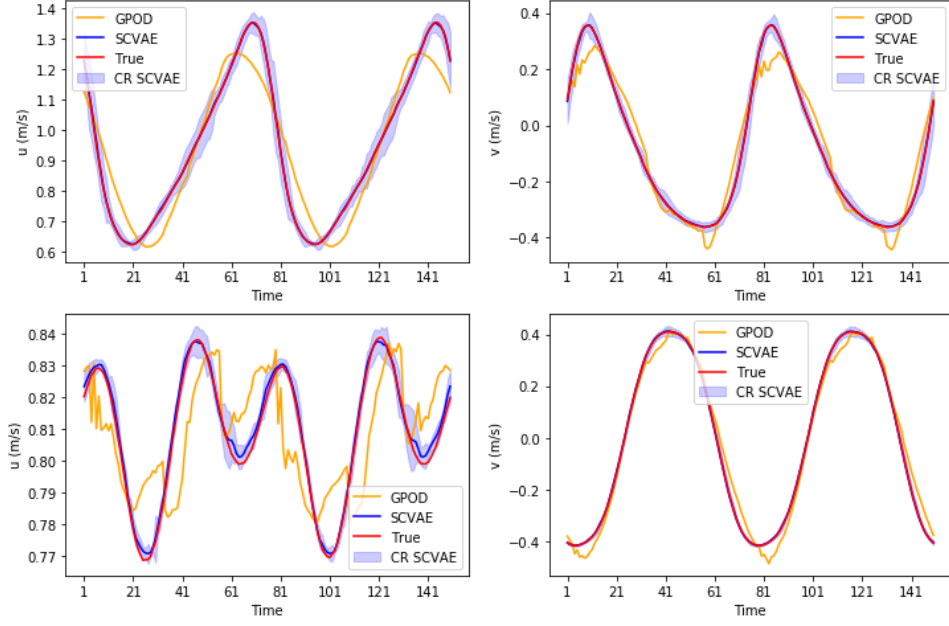 1.4
1.3
1.2
1.1
1.0
0.9
0.8
0.7
0.6
u (m/s)
GPOD
SCVAE
True
CR SCVAE
1 21 41 61 81 101 121 141
Time
0.4
0.2
0.0
−0.2
−0.4
v (m/s)
GPOD
SCVAE
True
CR SCVAE
1 21 41 61 81 101 121 141
Time
0.84
0.83
0.82
0.81
0.80
0.79
0.78
0.77
u (m/s)
GPOD
SCVAE
True
CR SCVAE
1 21 41 61 81 101 121 141
Time
0.4
0.2
0.0
−0.2
−0.4
v (m/s)
GPOD
SCVAE
True
CR SCVAE
1 21 41 61 81 101 121 141
Time